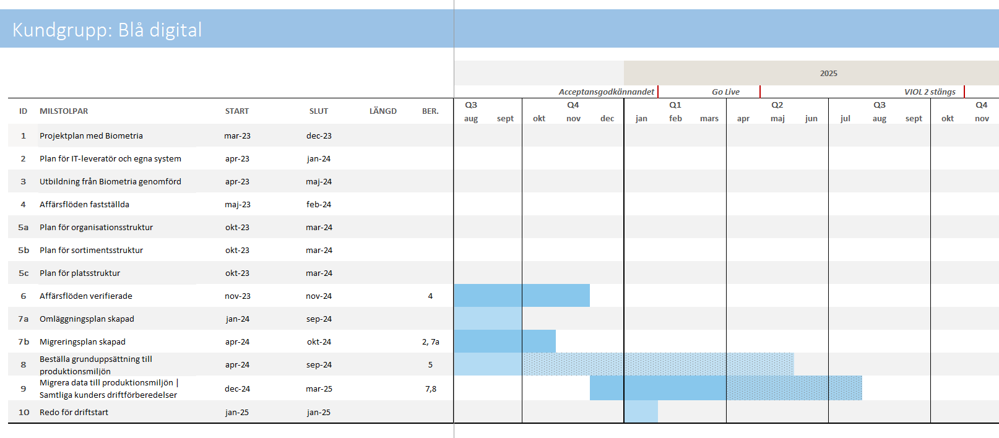 Kundgrupp: Blå digital
2025
Acceptansgodkännandet Go Live VIOL 2 stängs
Q3 Q4 Q1 Q2 Q3 Q4
ID MILSTOLPAR START SLUT LÄNGD BER. aug sept okt nov dec jan feb mars apr maj jun jul aug sept okt nov
1 Projektplan med Biometria mar-23 dec-23
2 Plan för IT-leveratör och egna system apr-23 jan-24
3 Utbildning från Biometria genomförd apr-23 maj-24
4 Affärsflöden fastställda maj-23 feb-24
5a Plan för organisationsstruktur okt-23 mar-24
5b Plan för sortimentsstruktur okt-23 mar-24
5c Plan för platsstruktur okt-23 mar-24
6 Affärsflöden verifierade nov-23 nov-24 4
7a Omläggningsplan skapad jan-24 sep-24
7b Migreringsplan skapad apr-24 okt-24 2, 7a
8 Beställa grunduppsättning till
produktionsmiljön apr-24 sep-24 5
9 Migrera data till produktionsmiljön |
Samtliga kunders driftförberedelser dec-24 mar-25 7,8
10 Redo för driftstart jan-25 jan-25